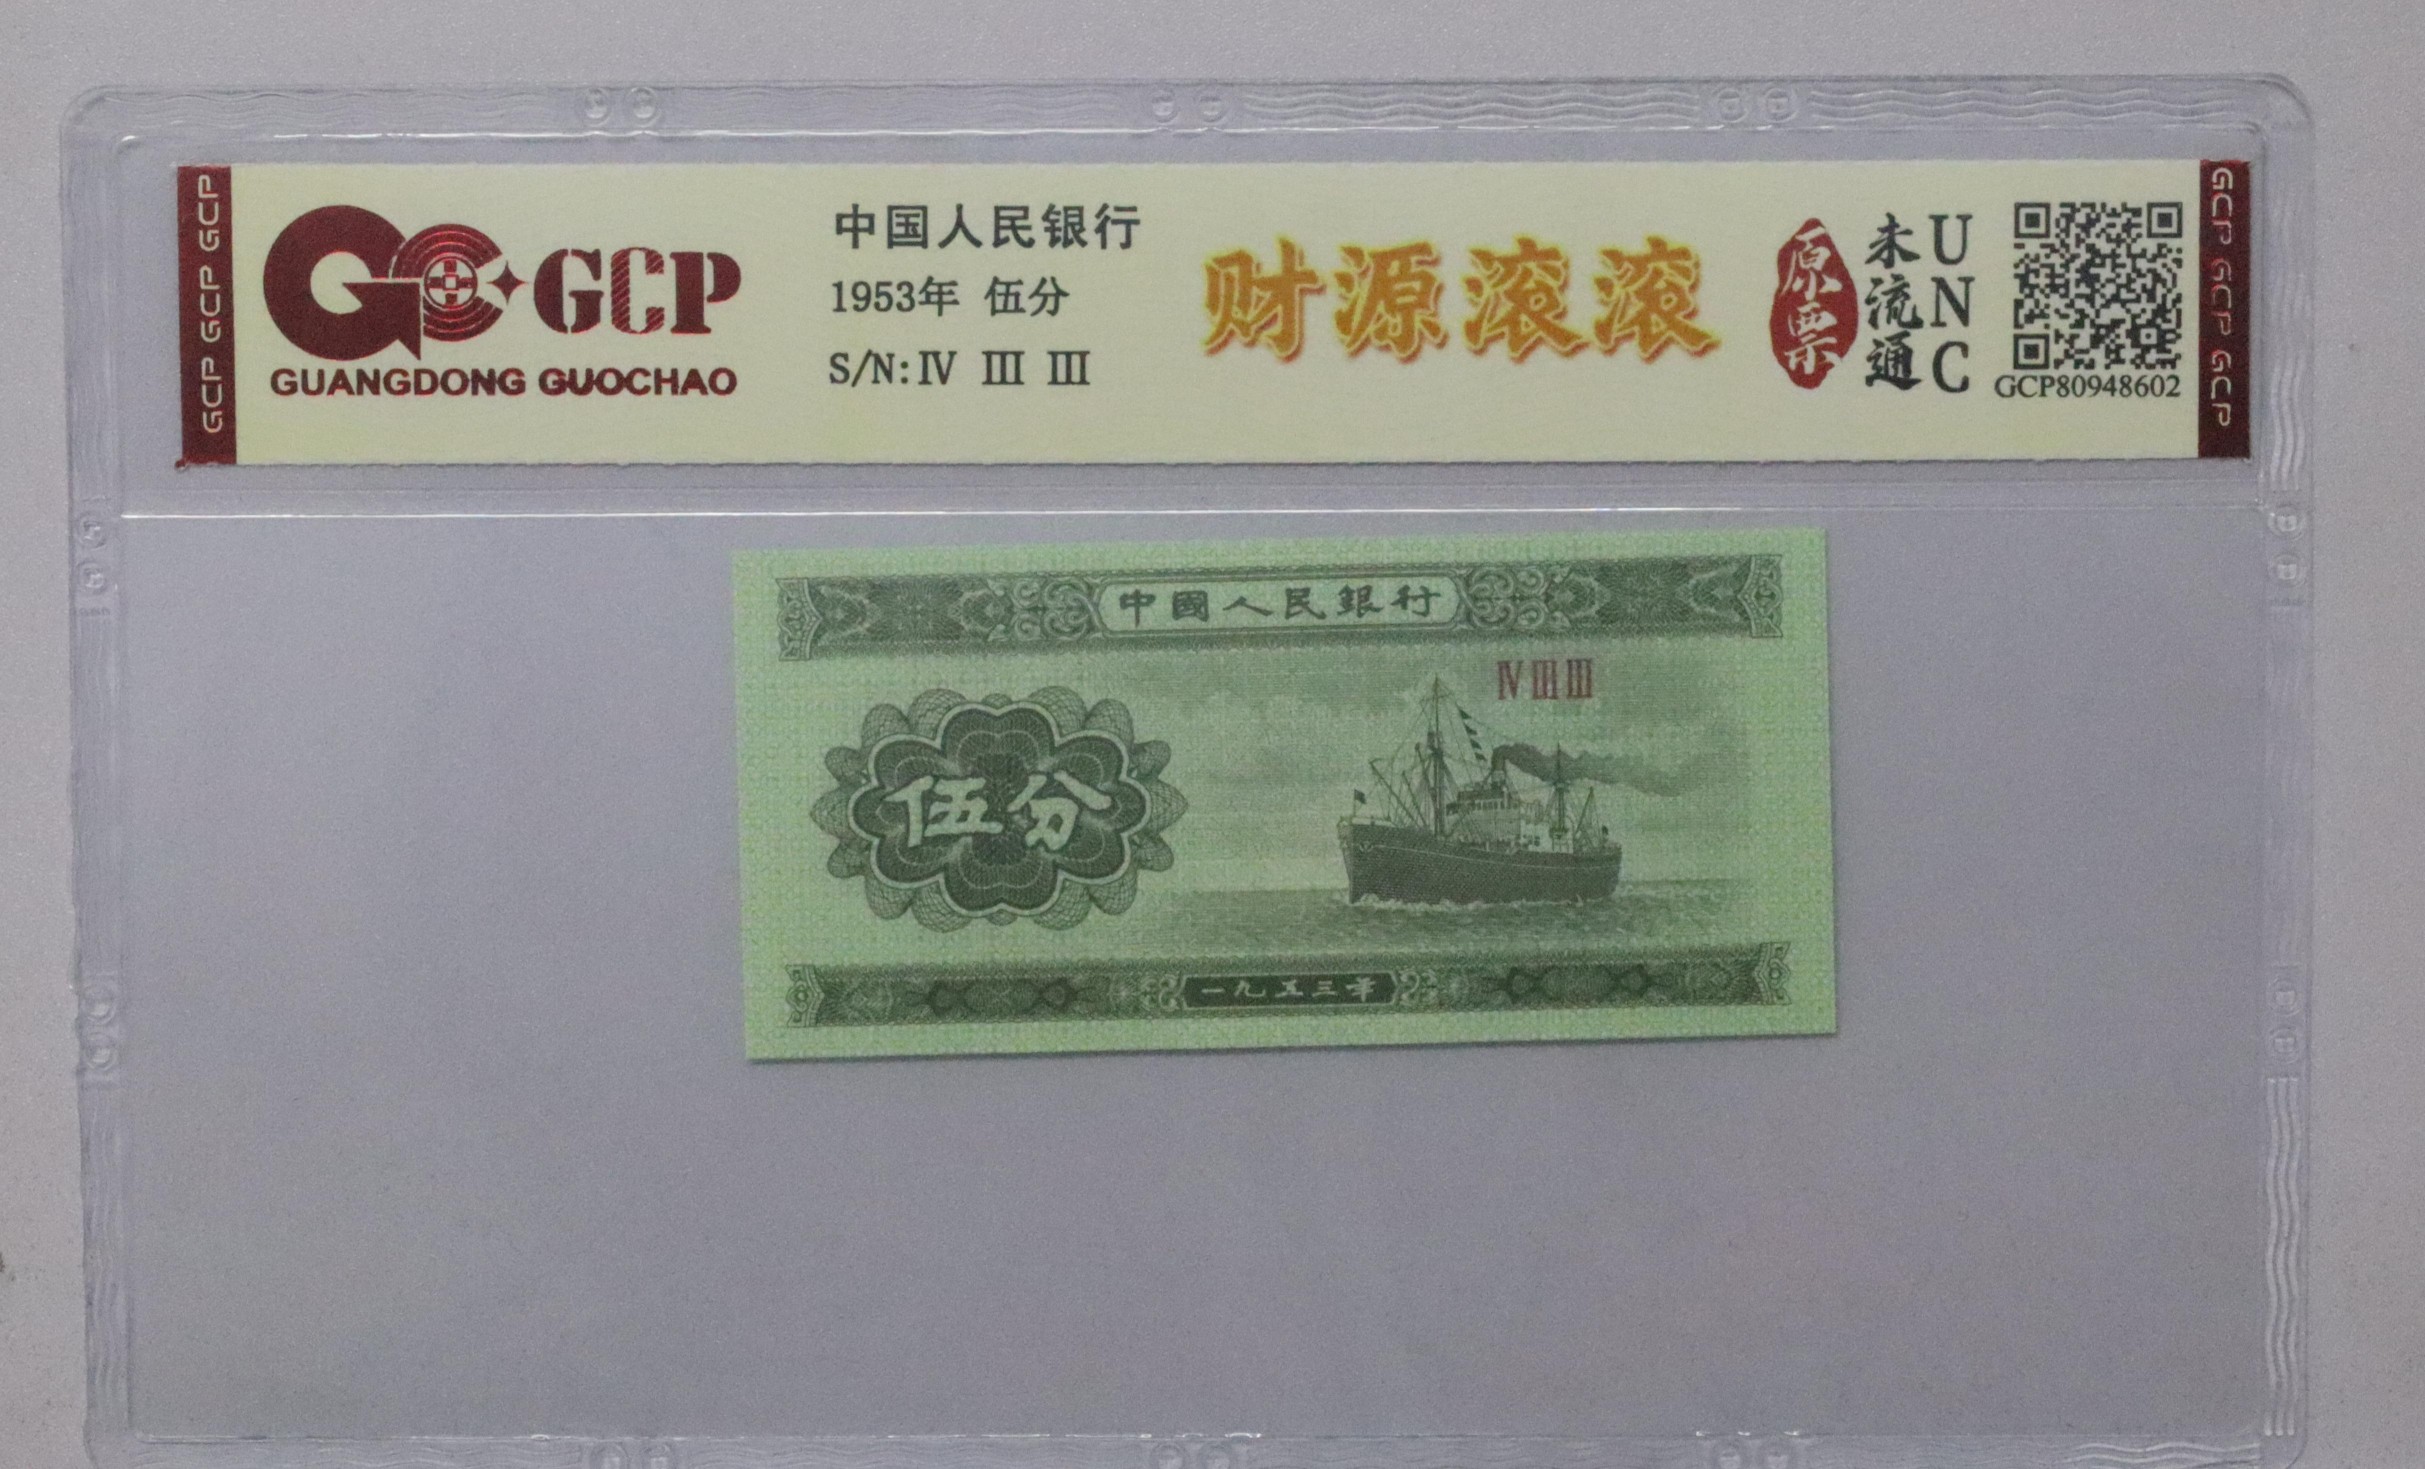 GCP GCP GCP
GCP
GUANGDONG GUOCHAO
中国人民银行
1953年 伍分
S/N: Ⅳ Ⅲ Ⅲ
财源滚滚
原票
未流通
UNC
GCP80948602
GCP GCP GCP
中國人民銀行
Ⅳ Ⅲ Ⅲ
伍分
一九五三年